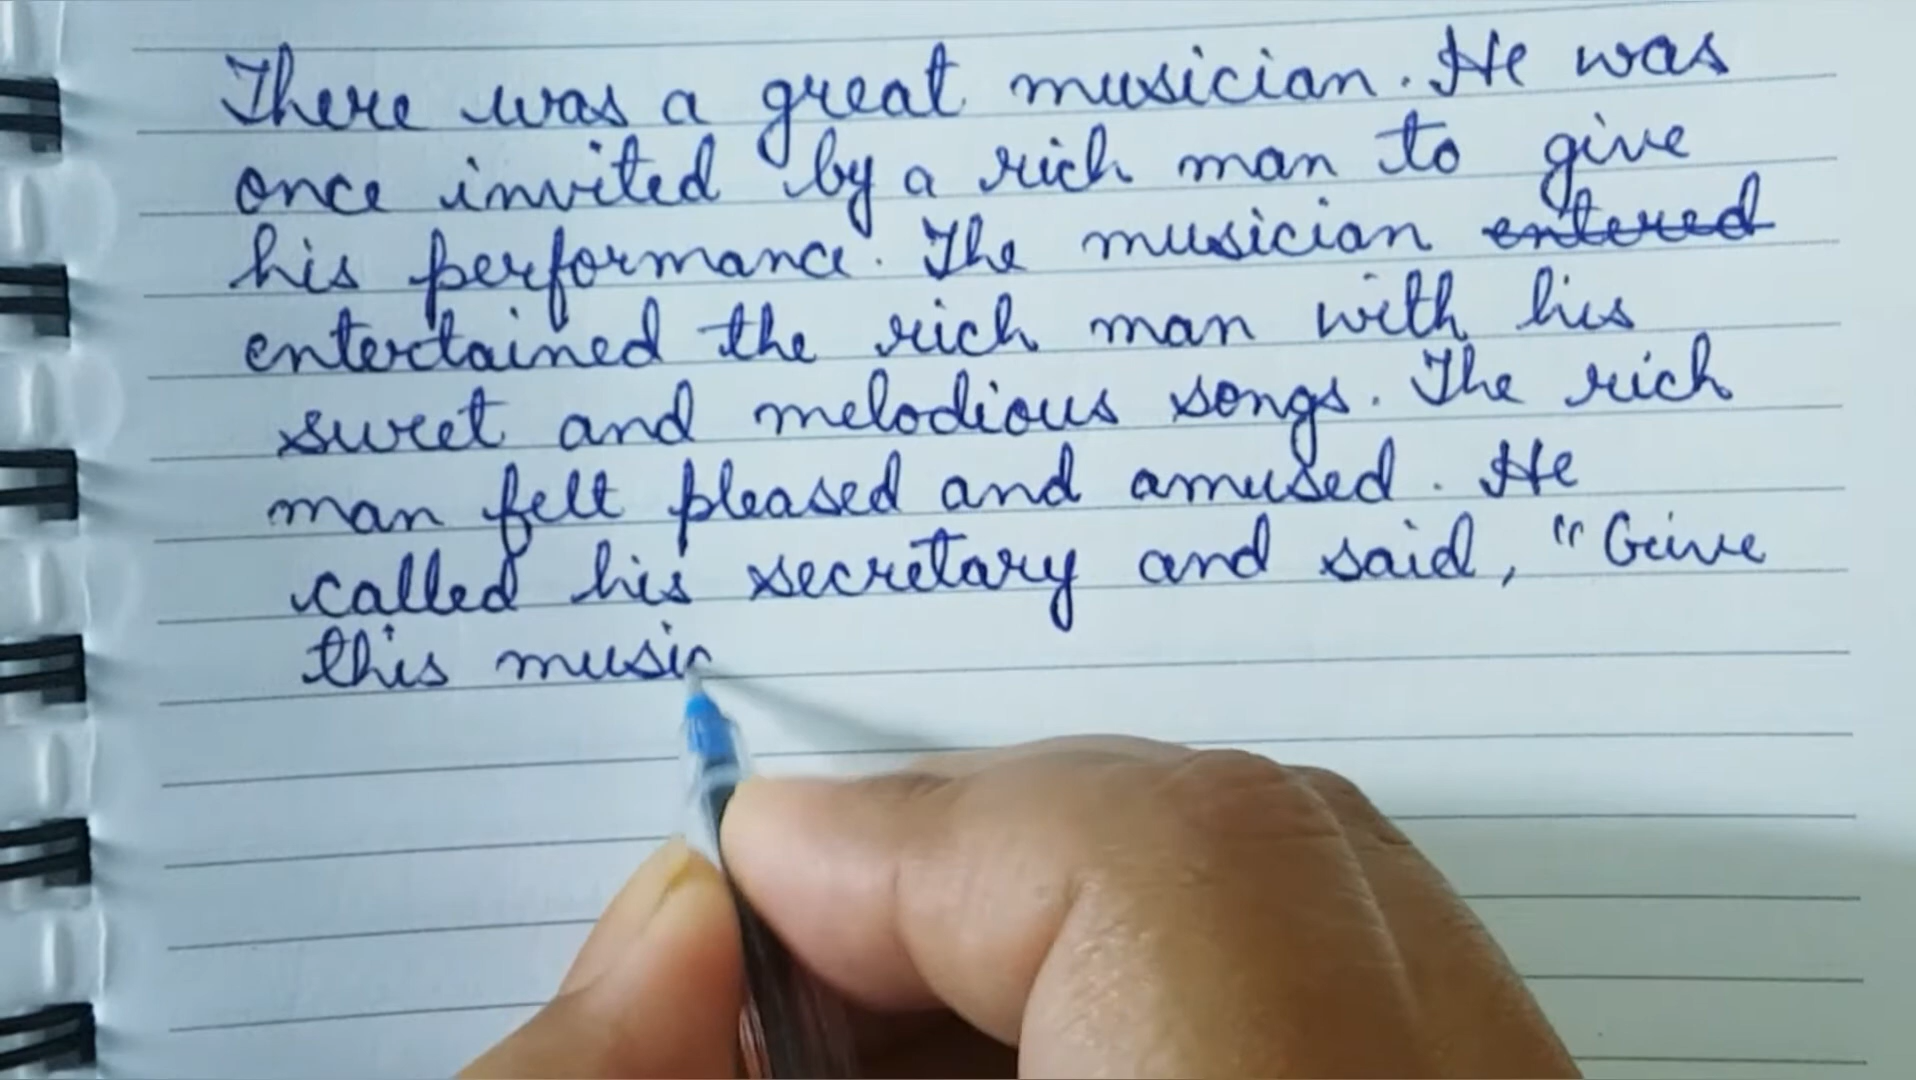 There was a great musician. He was
once invited by a rich man to give
his performance. The musician entered
entertained the rich man with his
sweet and melodious songs. The rich
man felt pleased and amused. He
called his secretary and said, "Give
this music